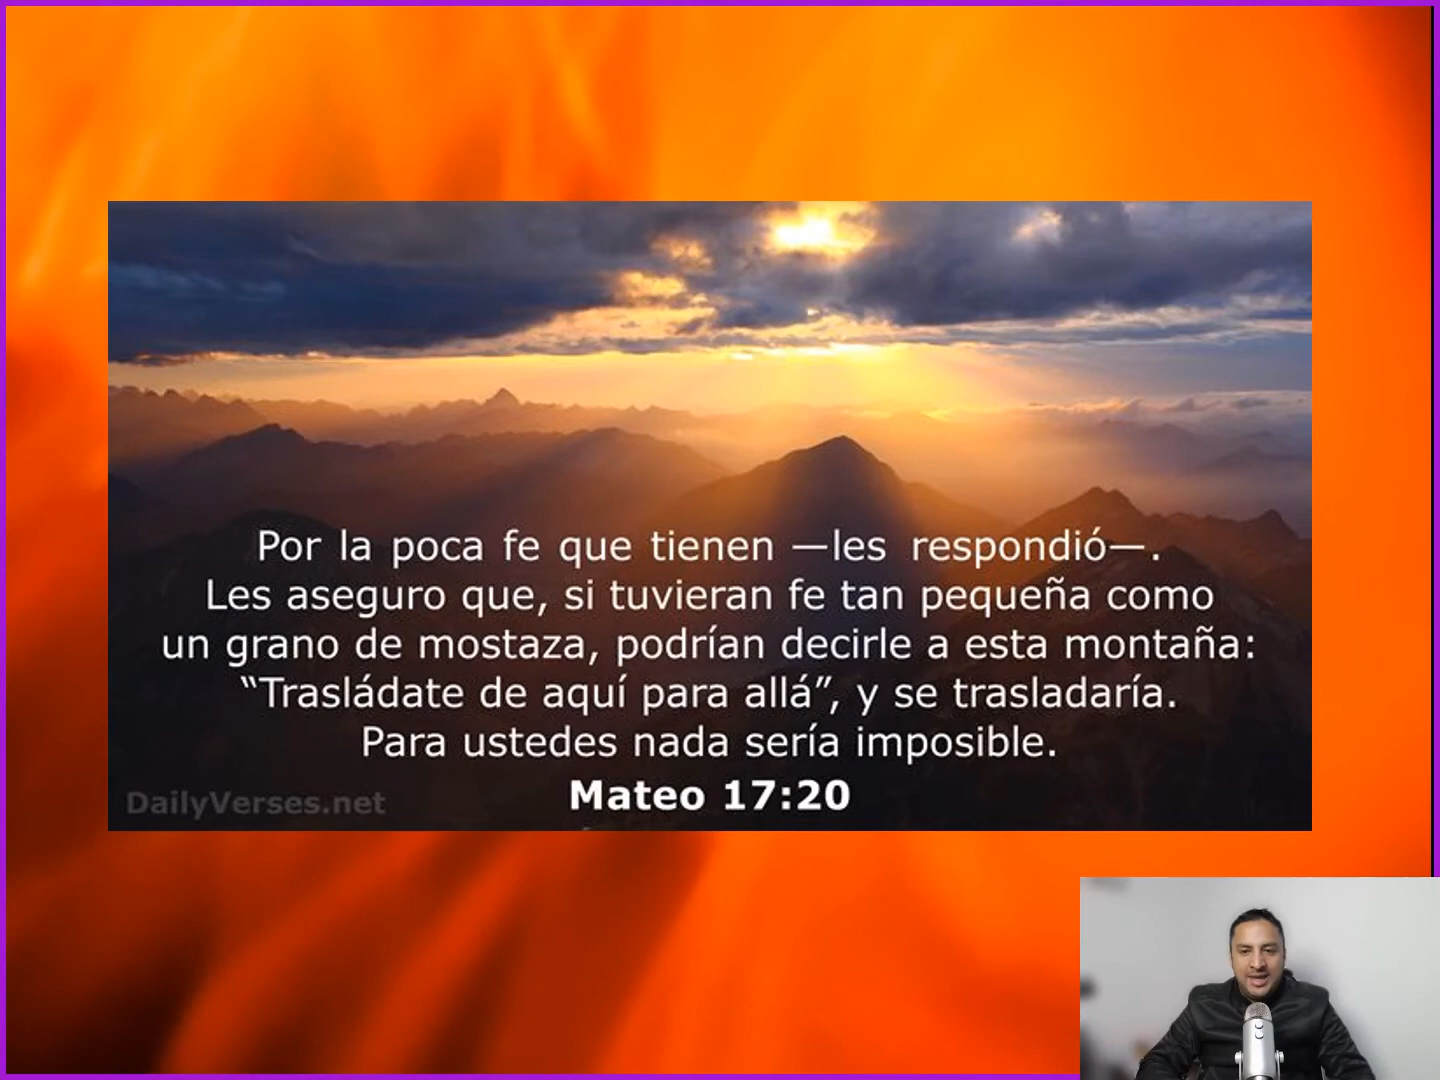 Por la poca fe que tienen —les respondió—.
Les aseguro que, si tuvieran fe tan pequeña como
un grano de mostaza, podrían decirle a esta montaña:
“Trasládate de aquí para allá”, y se trasladaría.
Para ustedes nada sería imposible.
Mateo 17:20
DailyVerses.net